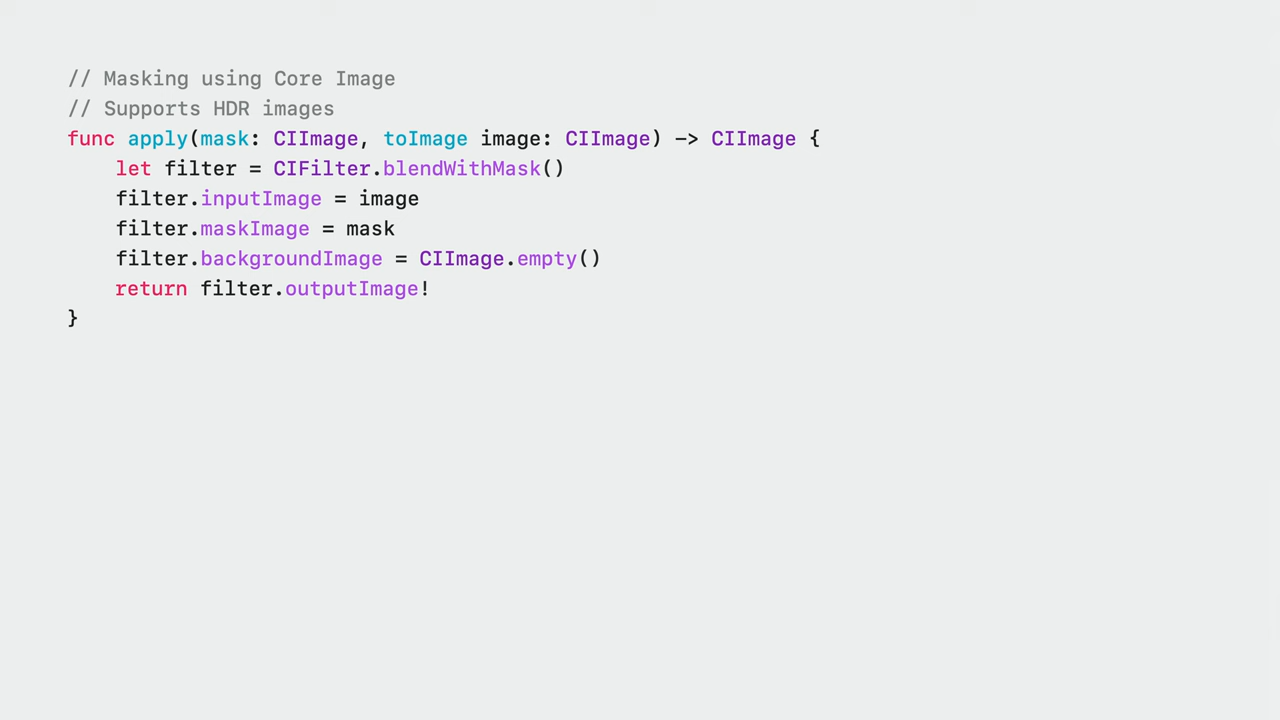 // Masking using Core Image
// Supports HDR images
func apply(mask: CIImage, toImage image: CIImage) -> CIImage {
    let filter = CIFilter.blendWithMask()
    filter.inputImage = image
    filter.maskImage = mask
    filter.backgroundImage = CIImage.empty()
    return filter.outputImage!
}